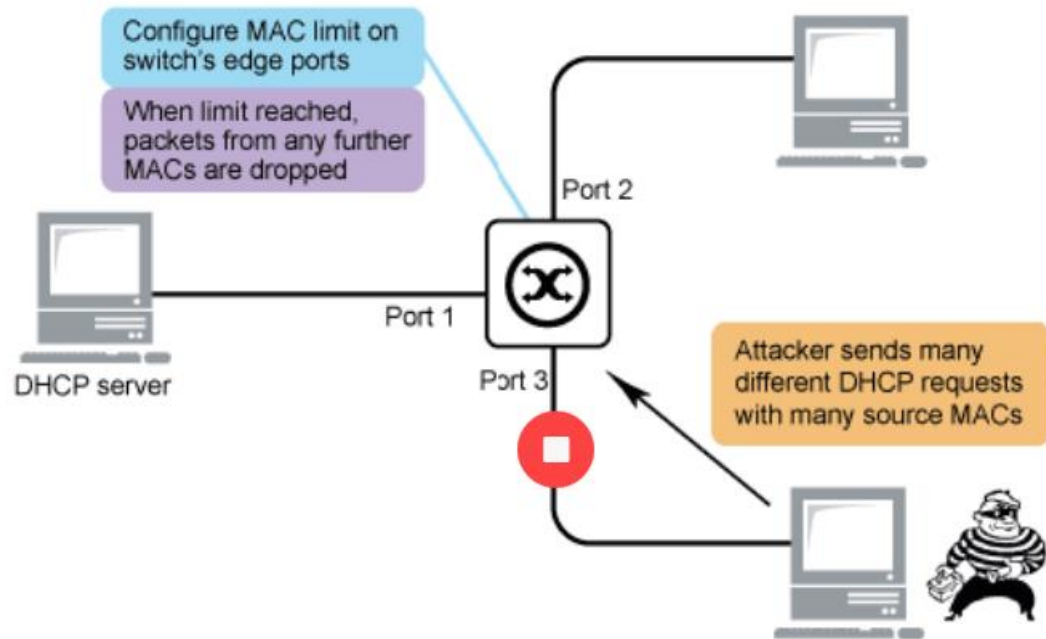 Configure MAC limit on
switch's edge ports
When limit reached,
packets from any further
MACs are dropped
Port 2
Port 1
DHCP server
Port 3
Attacker sends many
different DHCP requests
with many source MACs